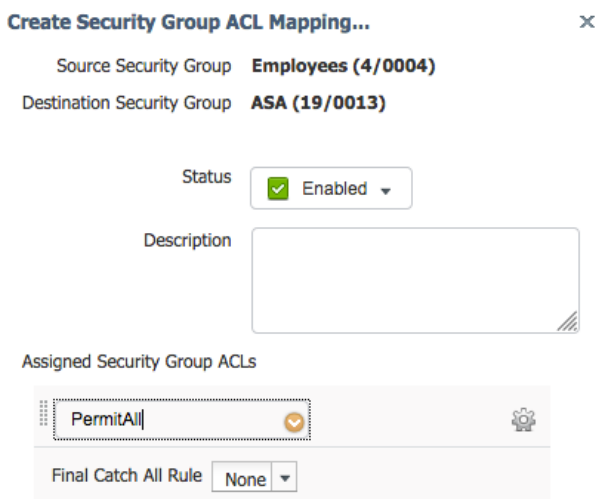 Create Security Group ACL Mapping...
Source Security Group Employees (4/0004)
Destination Security Group ASA (19/0013)
Status Enabled
Description
Assigned Security Group ACLs
PermitAll
Final Catch All Rule None